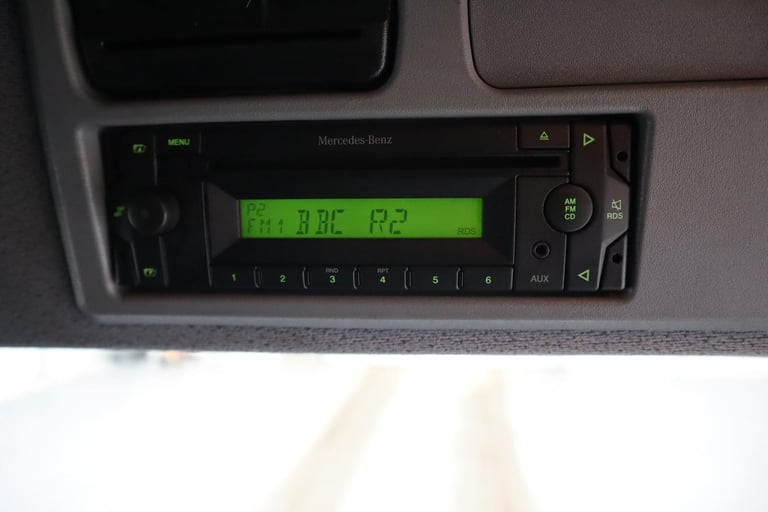 MENU
Mercedes-Benz
P2
FM1 BBC R2
RDS
AM
FM
CD
RDS
RND
RPT
1 2 3 4 5 6
AUX